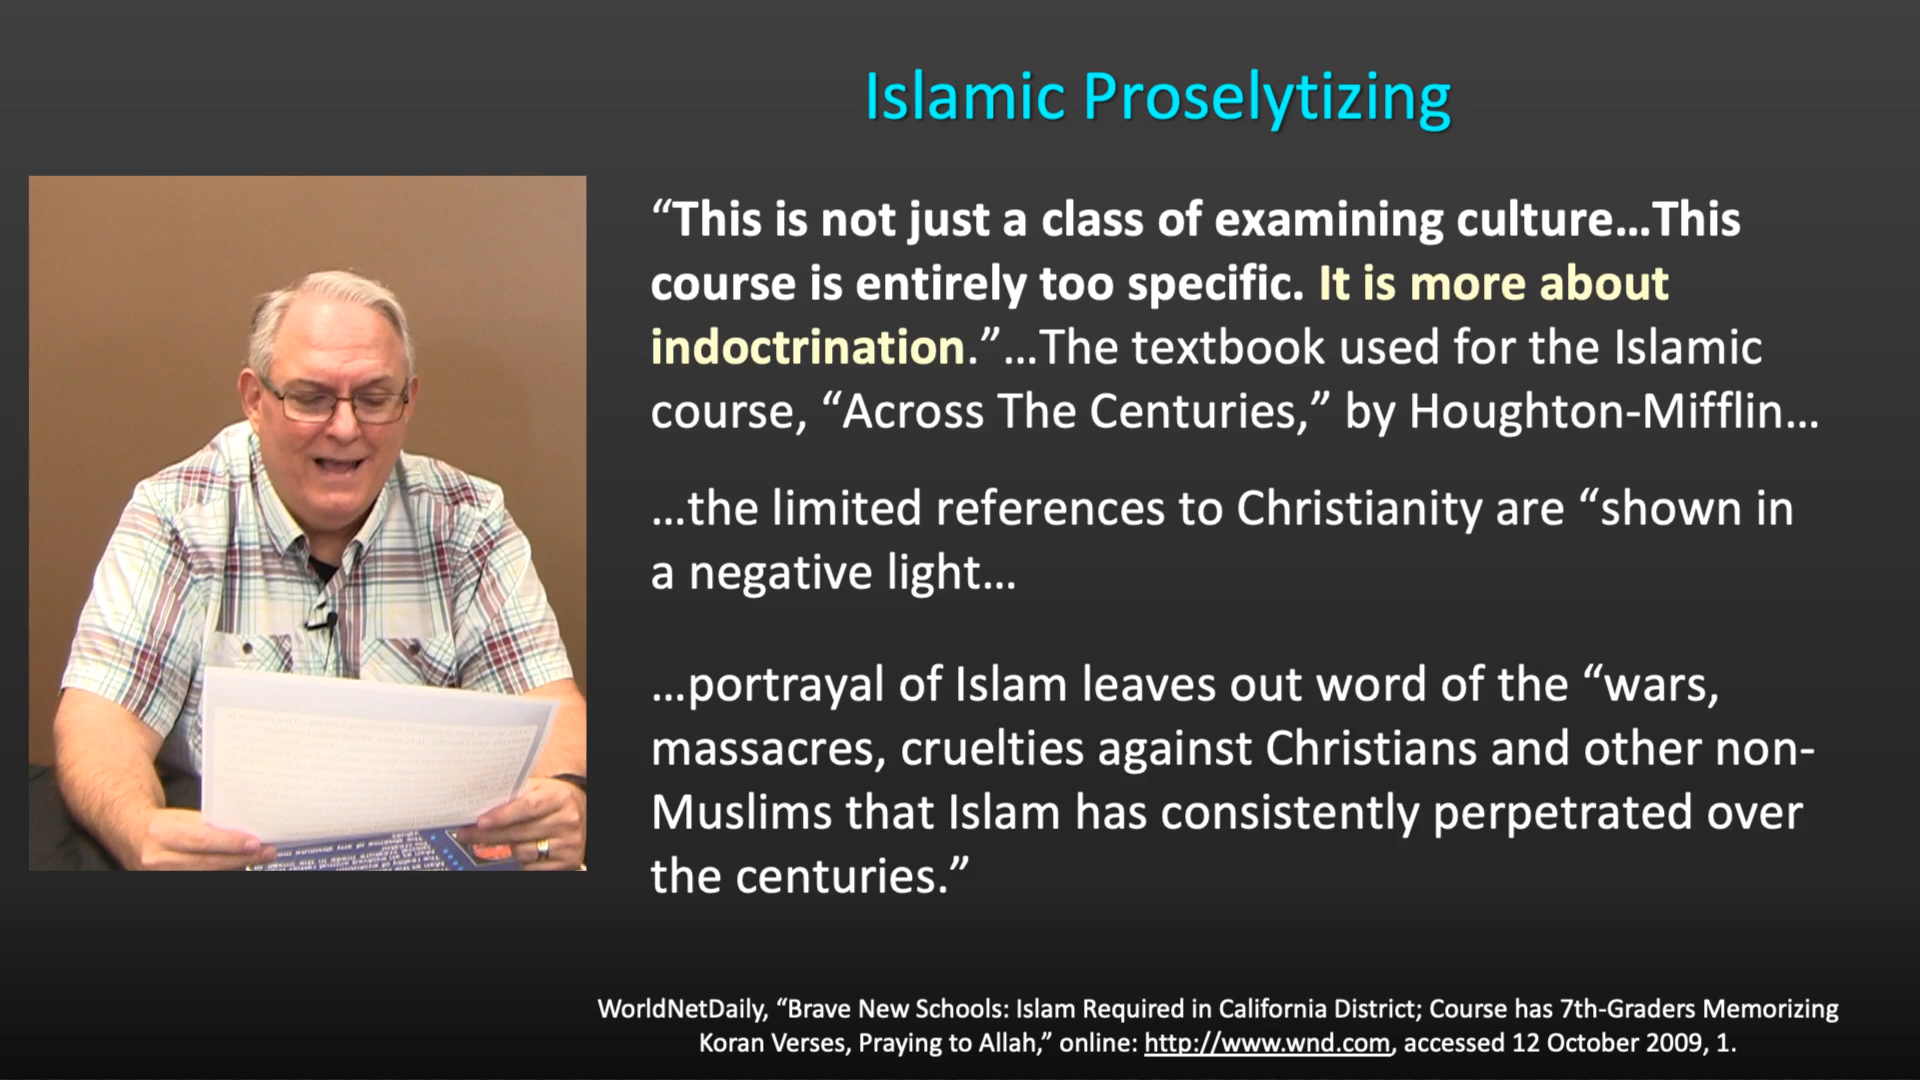 Islamic Proselytizing
“This is not just a class of examining culture…This
course is entirely too specific. It is more about
indoctrination.”…The textbook used for the Islamic
course, “Across The Centuries,” by Houghton-Mifflin…
…the limited references to Christianity are “shown in
a negative light…
…portrayal of Islam leaves out word of the “wars,
massacres, cruelties against Christians and other non-
Muslims that Islam has consistently perpetrated over
the centuries.”
WorldNetDaily, “Brave New Schools: Islam Required in California District; Course has 7th-Graders Memorizing
Koran Verses, Praying to Allah,” online: http://www.wnd.com, accessed 12 October 2009, 1.